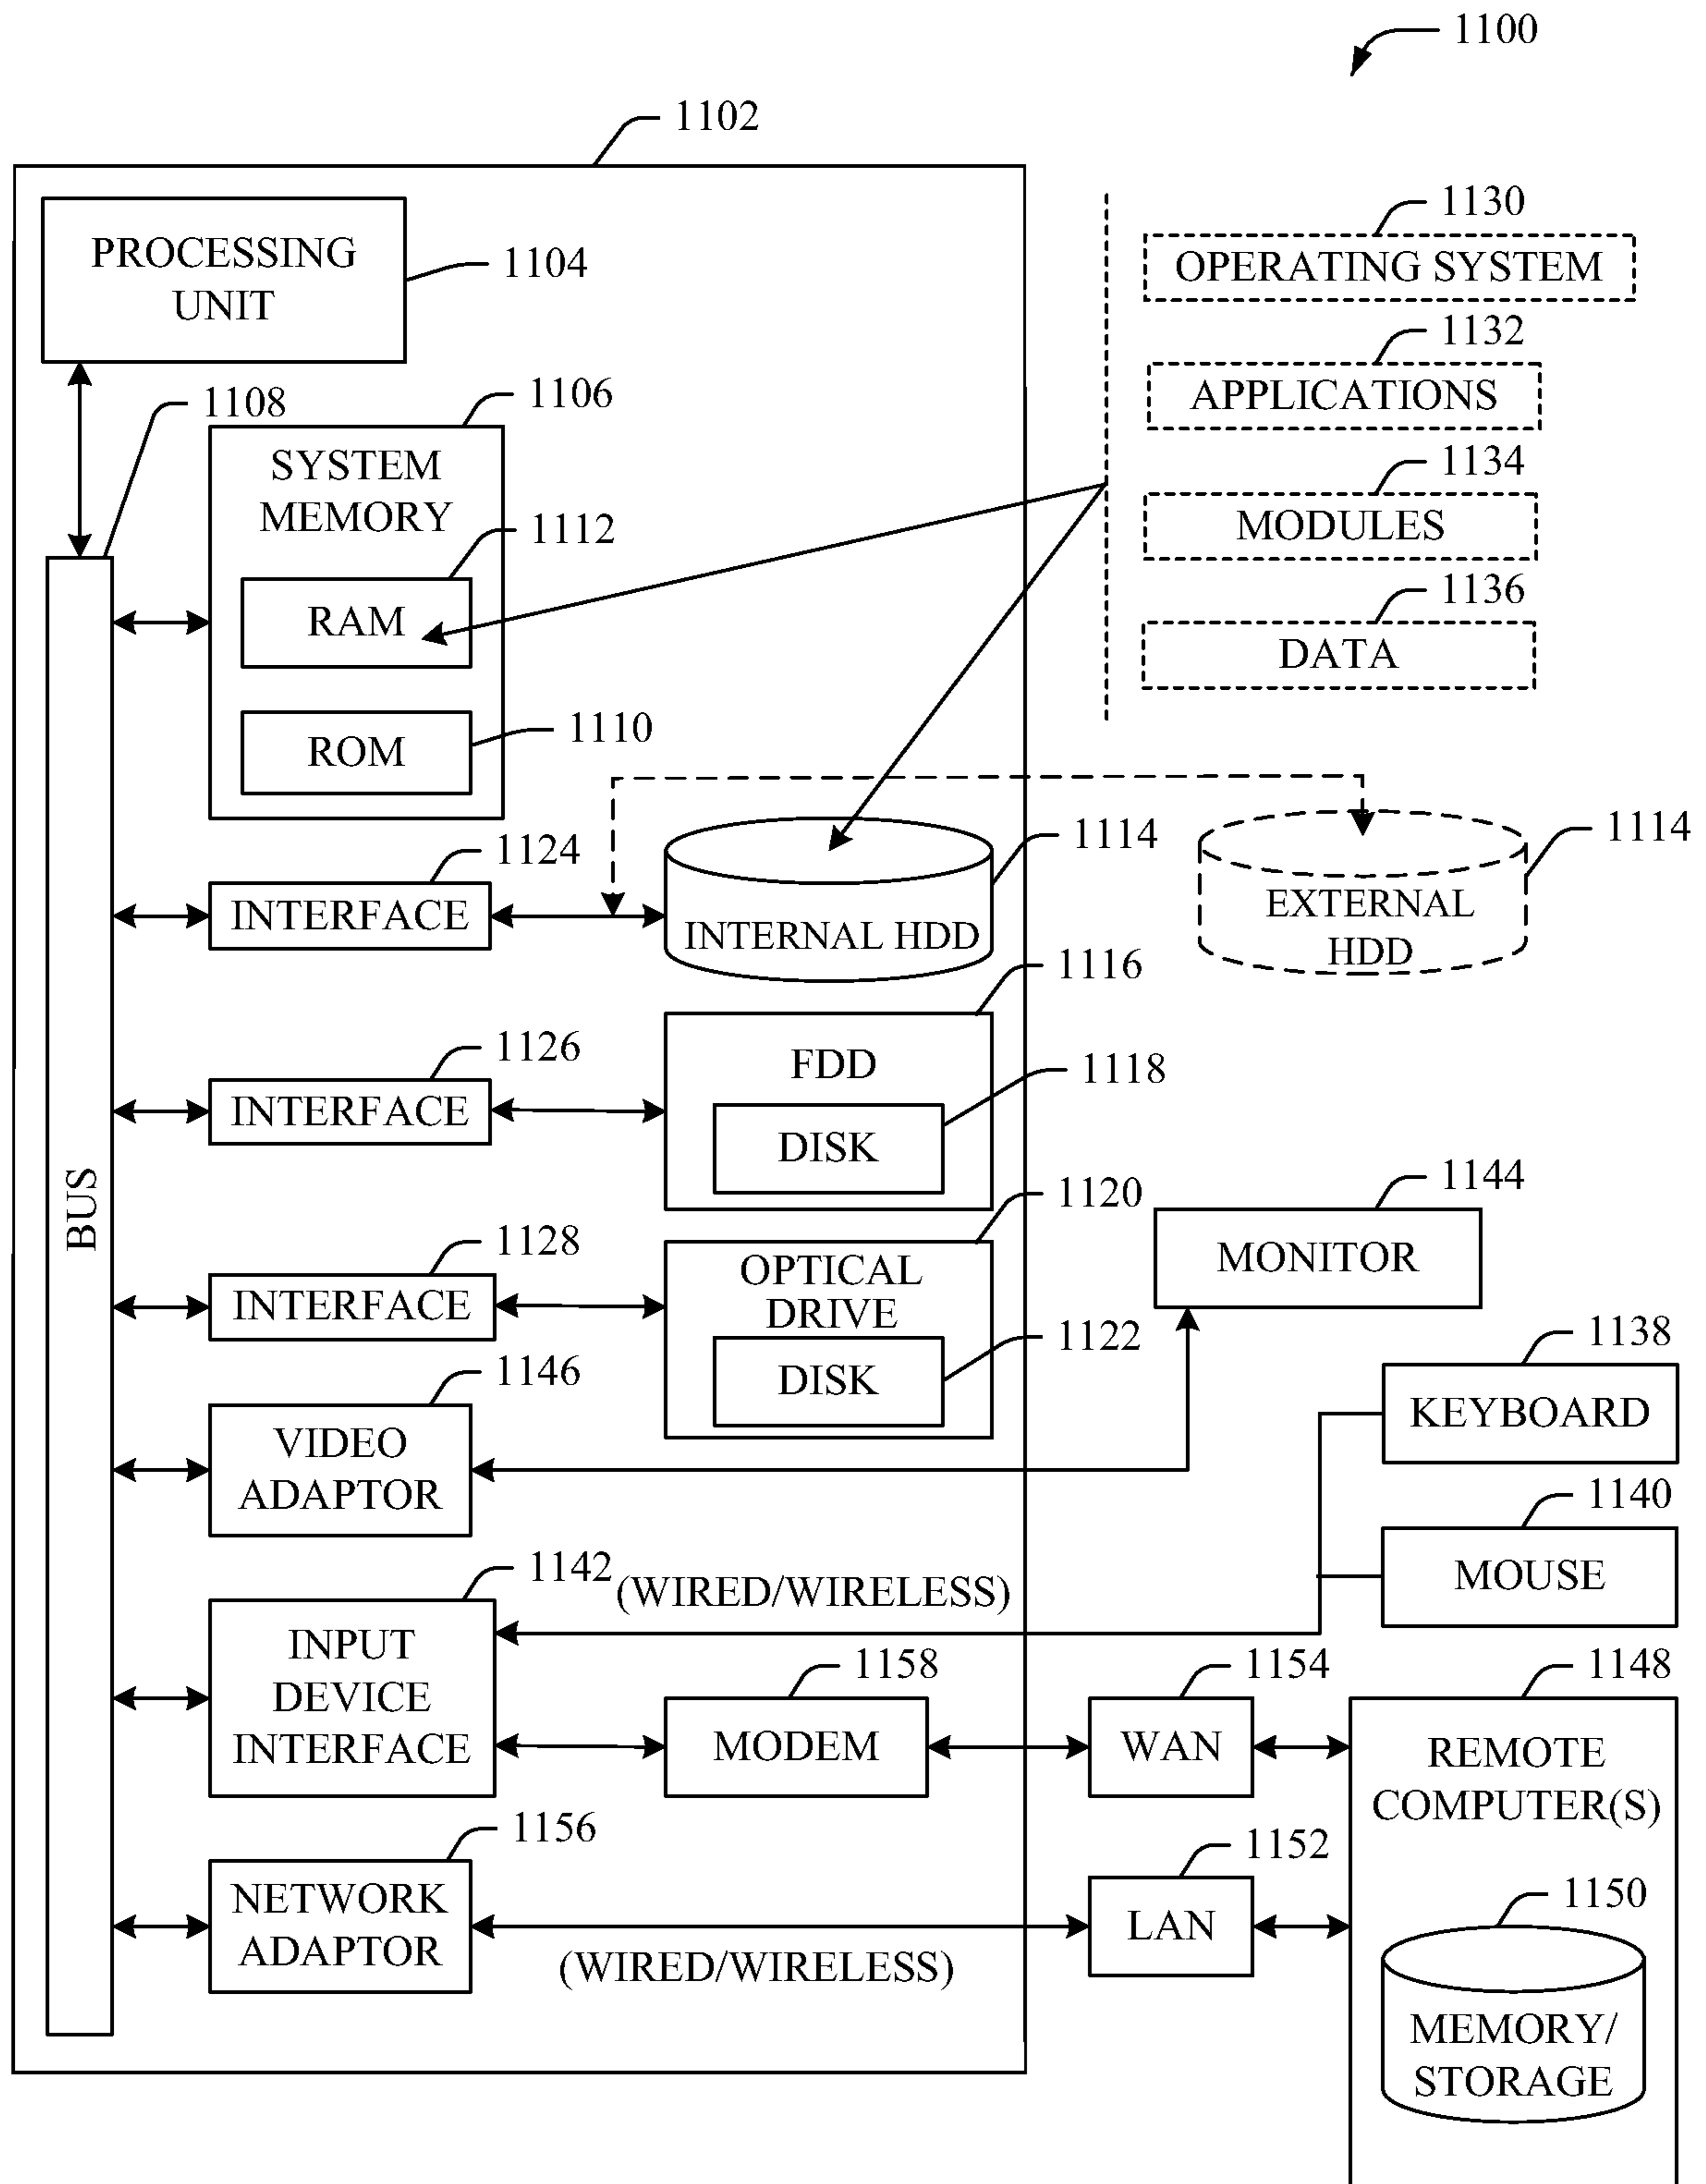 1100
1102
PROCESSING
UNIT
1104
1130
OPERATING SYSTEM
1132
APPLICATIONS
1108
1106
SYSTEM
MEMORY
1134
MODULES
1112
RAM
1136
DATA
1110
ROM
1124
INTERFACE
1114
INTERNAL HDD
1114
EXTERNAL
HDD
1116
FDD
1126
INTERFACE
1118
DISK
BUS
1120
OPTICAL
DRIVE
1128
INTERFACE
1122
DISK
1144
MONITOR
1138
KEYBOARD
1146
VIDEO
ADAPTOR
1140
MOUSE
1142
(WIRED/WIRELESS)
INPUT
DEVICE
INTERFACE
1158
MODEM
1154
WAN
1148
REMOTE
COMPUTER(S)
1156
NETWORK
ADAPTOR
(WIRED/WIRELESS)
1152
LAN
1150
MEMORY/
STORAGE